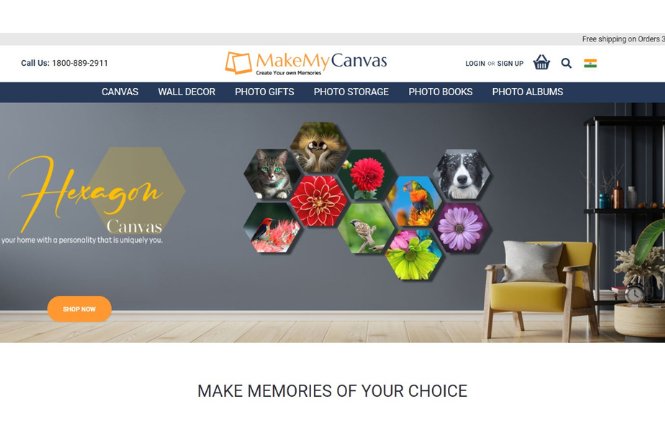 Free shipping on Orders 3
Call Us: 1800-889-2911
MakeMyCanvas
Create Your own Memories
LOGIN OR SIGN UP
CANVAS WALL DECOR PHOTO GIFTS PHOTO STORAGE PHOTO BOOKS PHOTO ALBUMS
Hexagon
Canvas
your home with a personality that is uniquely you.
SHOP NOW
MAKE MEMORIES OF YOUR CHOICE